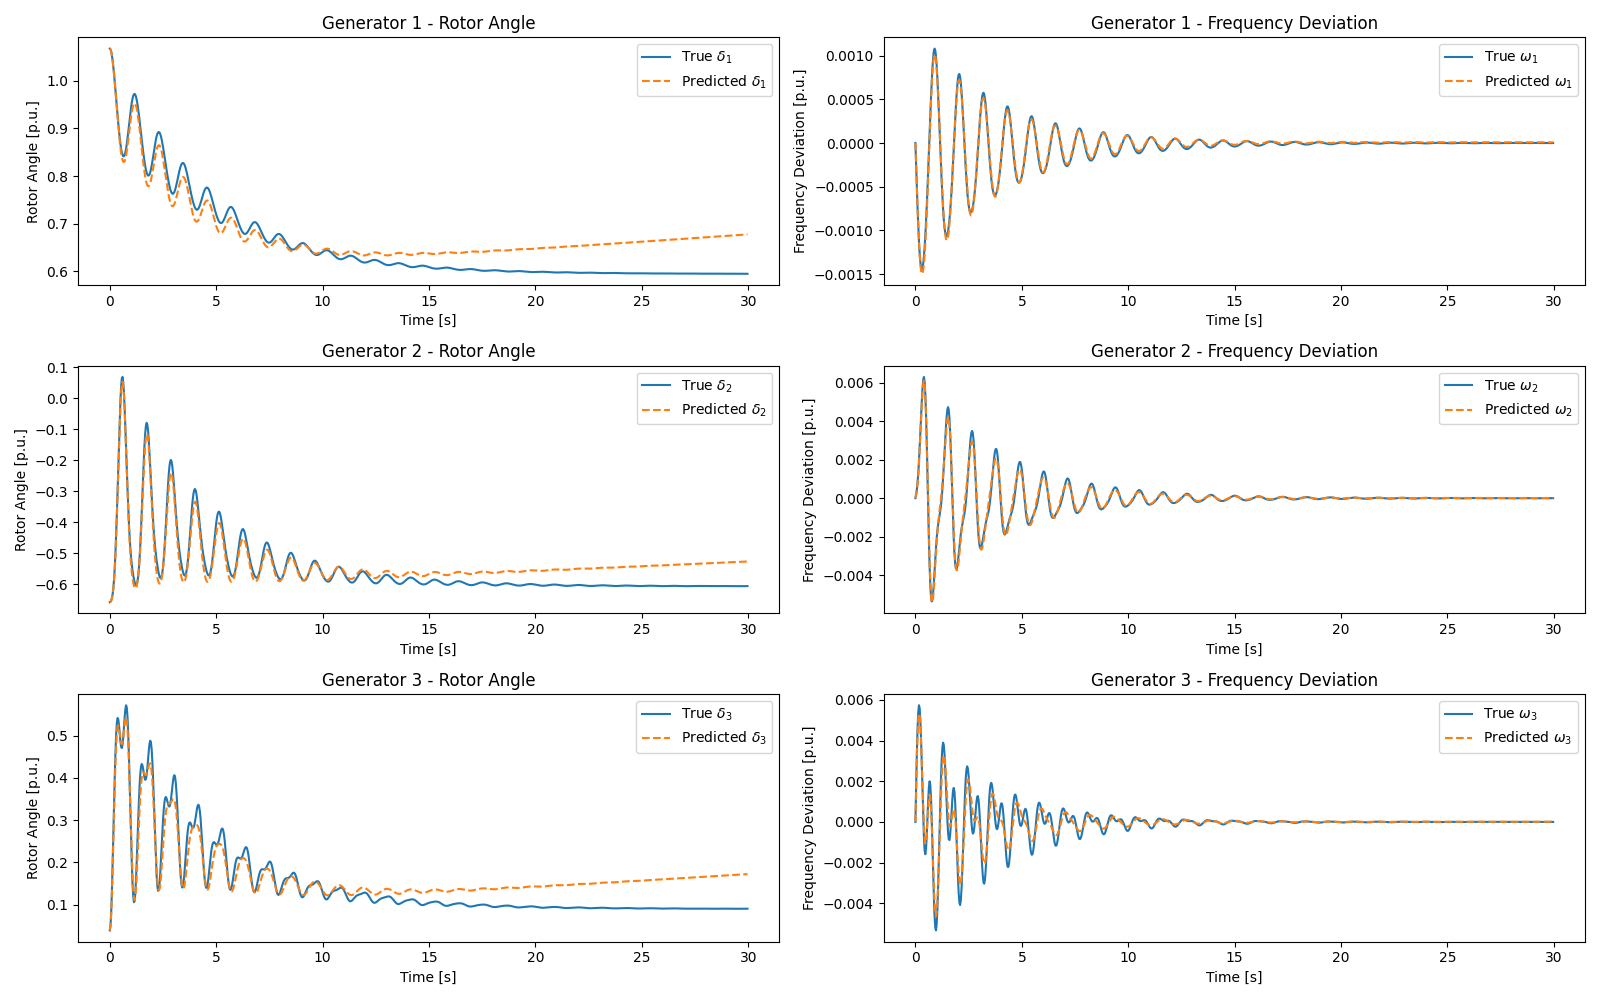 Generator 1 - Rotor Angle
Rotor Angle [p.u.]
1.0
0.9
0.8
0.7
0.6
True δ₁
Predicted δ₁
0 5 10 15 20 25 30
Time [s]
Generator 1 - Frequency Deviation
Frequency Deviation [p.u.]
0.0010
0.0005
0.0000
−0.0005
−0.0010
−0.0015
True ω₁
Predicted ω₁
0 5 10 15 20 25 30
Time [s]
Generator 2 - Rotor Angle
Rotor Angle [p.u.]
0.1
0.0
−0.1
−0.2
−0.3
−0.4
−0.5
−0.6
True δ₂
Predicted δ₂
0 5 10 15 20 25 30
Time [s]
Generator 2 - Frequency Deviation
Frequency Deviation [p.u.]
0.006
0.004
0.002
0.000
−0.002
−0.004
True ω₂
Predicted ω₂
0 5 10 15 20 25 30
Time [s]
Generator 3 - Rotor Angle
Rotor Angle [p.u.]
0.5
0.4
0.3
0.2
0.1
True δ₃
Predicted δ₃
0 5 10 15 20 25 30
Time [s]
Generator 3 - Frequency Deviation
Frequency Deviation [p.u.]
0.006
0.004
0.002
0.000
−0.002
−0.004
True ω₃
Predicted ω₃
0 5 10 15 20 25 30
Time [s]